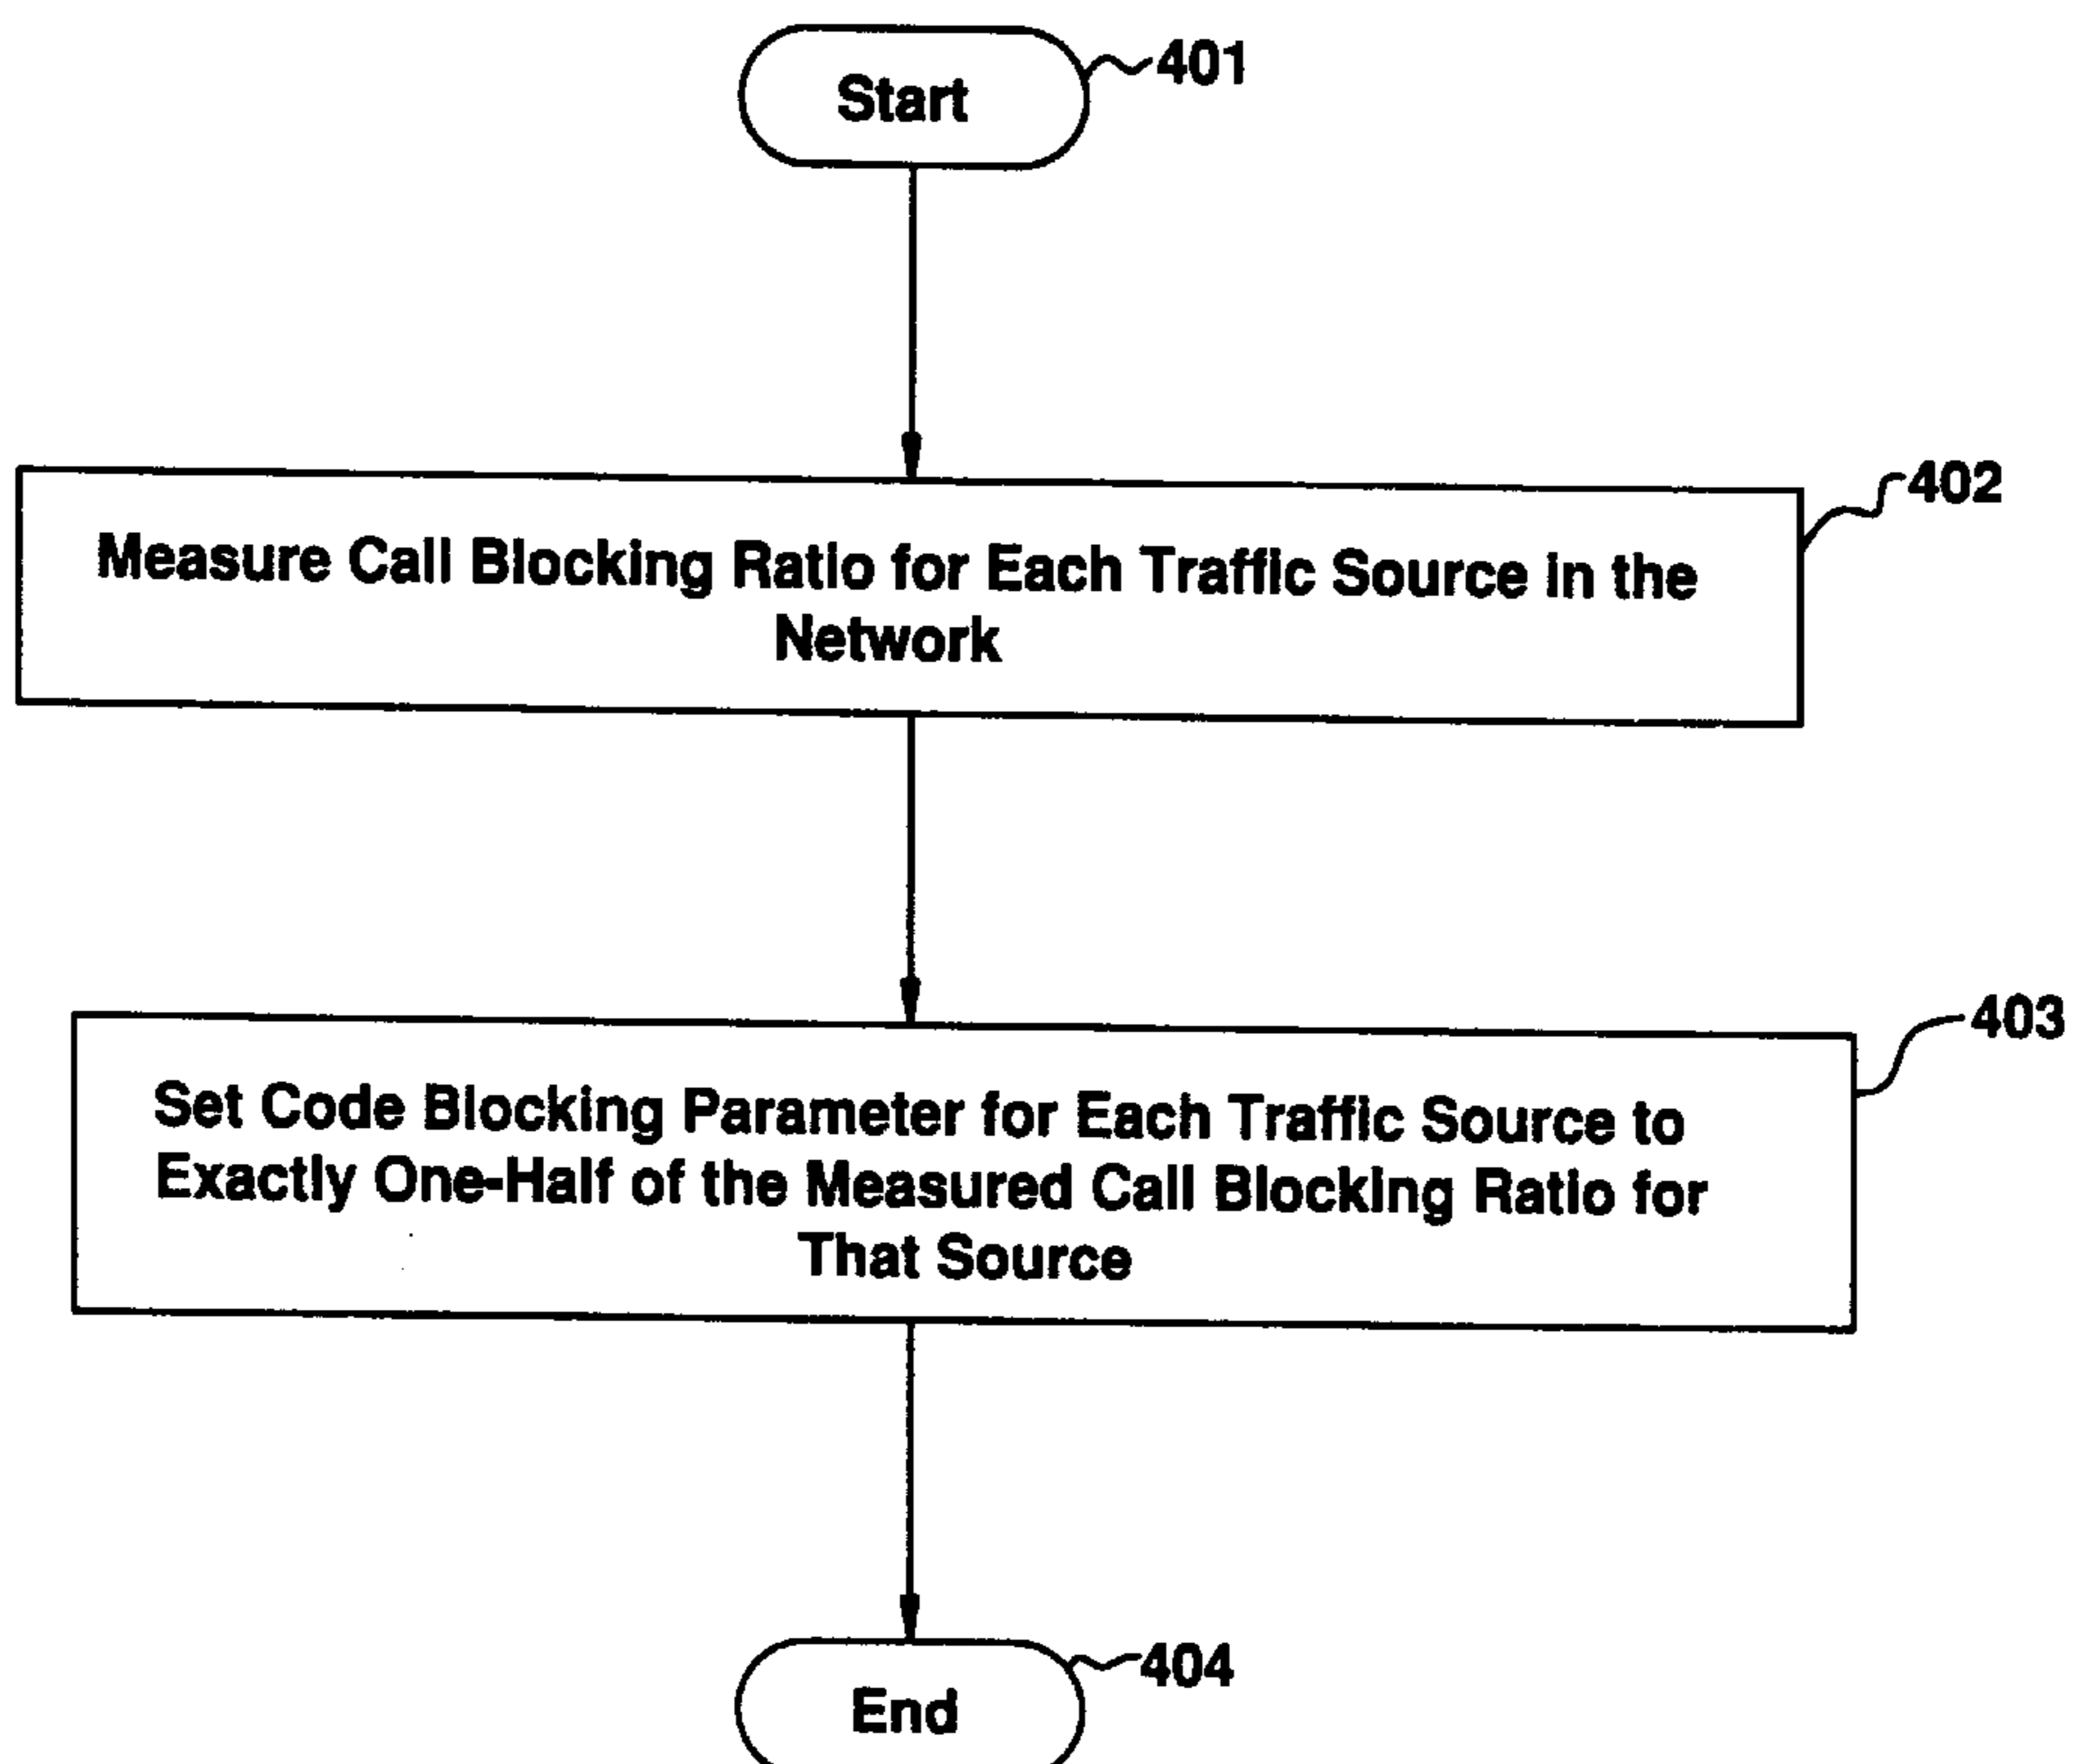 Start
401
Measure Call Blocking Ratio for Each Traffic Source in the
Network
402
Set Code Blocking Parameter for Each Traffic Source to
Exactly One-Half of the Measured Call Blocking Ratio for
That Source
403
End
404